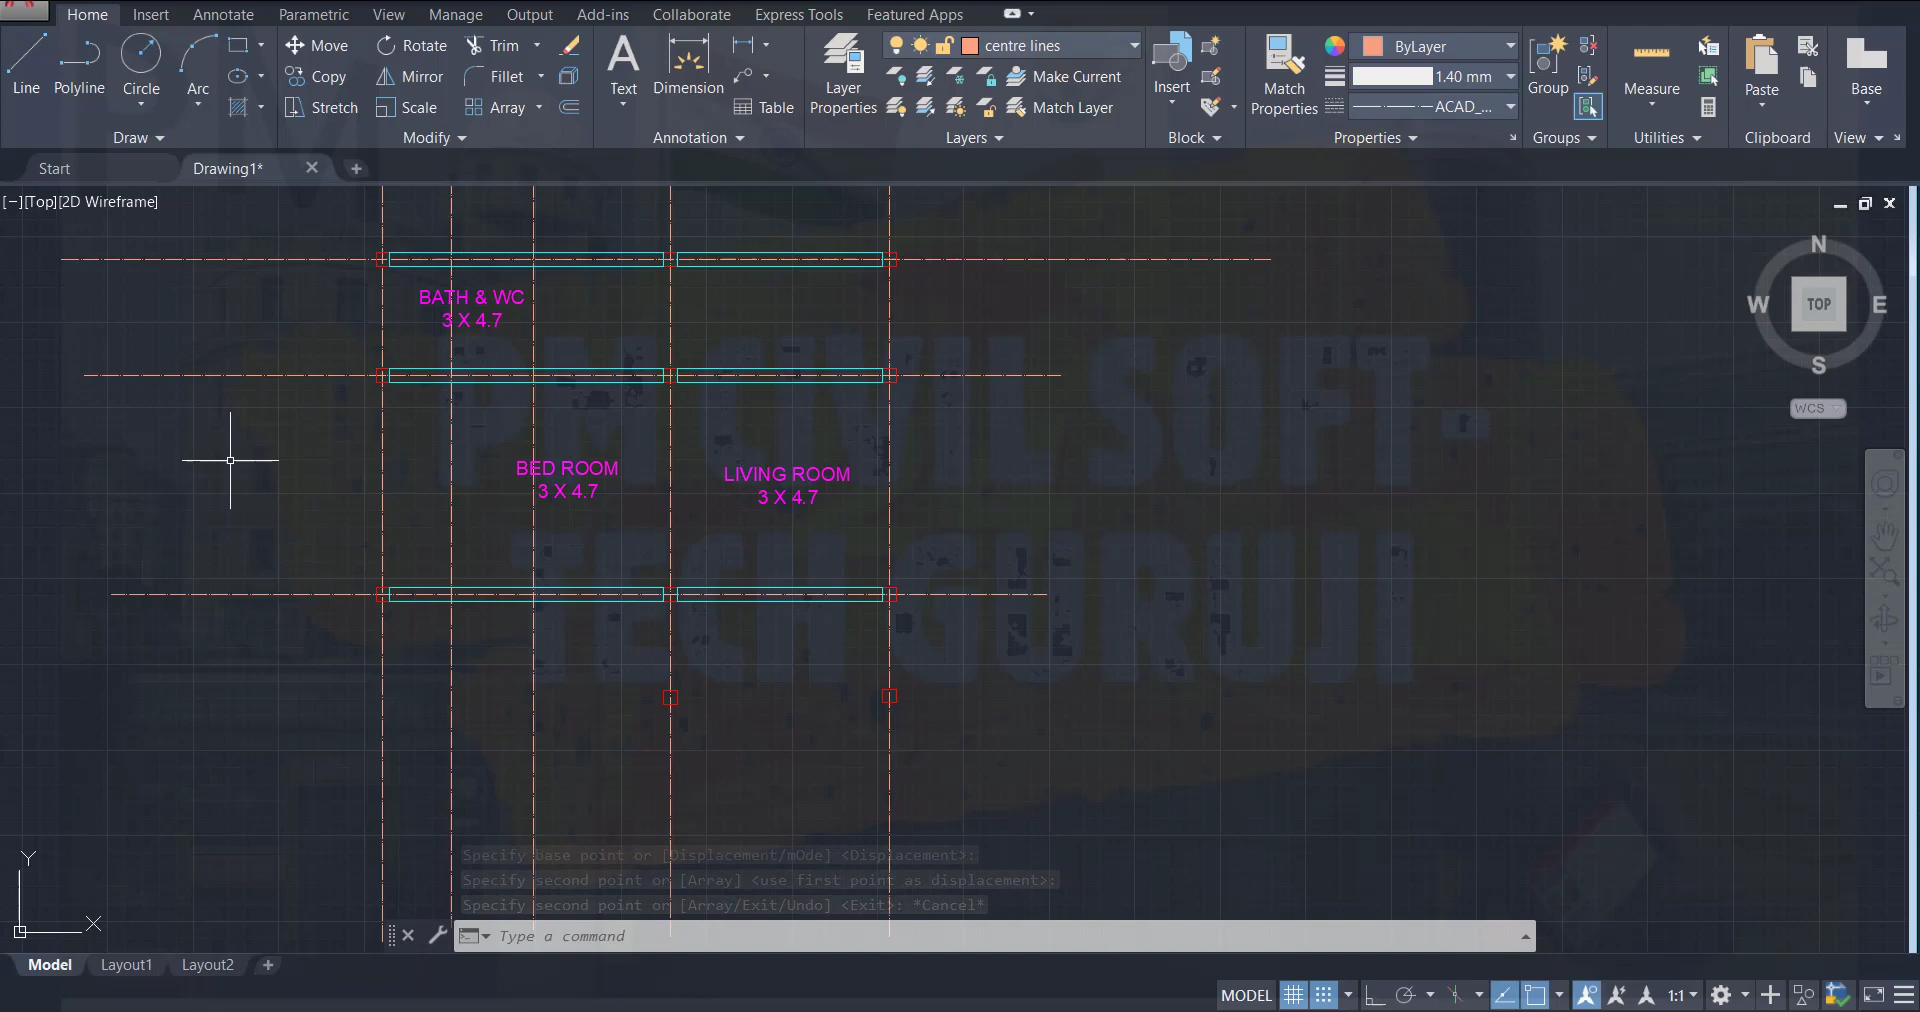 Home Insert Annotate Parametric View Manage Output Add-ins Collaborate Express Tools Featured Apps
Line Polyline Circle Arc
Move Rotate Trim
Copy Mirror Fillet
Stretch Scale Array
Text Dimension Table
Layer Properties
centre lines
Make Current
Match Layer
Insert
Match Properties
ByLayer
1.40 mm
ACAD_...
Group Measure Paste Base
Draw Modify Annotation Layers Block Properties Groups Utilities Clipboard View
Start Drawing1*
[−][Top][2D Wireframe]
N
W TOP E
S
WCS
BATH & WC
3 X 4.7
PM CIVIL SOFT-
BED ROOM
3 X 4.7
LIVING ROOM
3 X 4.7
TECH GURUJI
Y
X
Specify base point or [Displacement/mOde] <Displacement>:
Specify second point or [Array] <use first point as displacement>:
Specify second point or [Array/Exit/Undo] <Exit>: *Cancel*
Type a command
Model Layout1 Layout2
MODEL 1:1